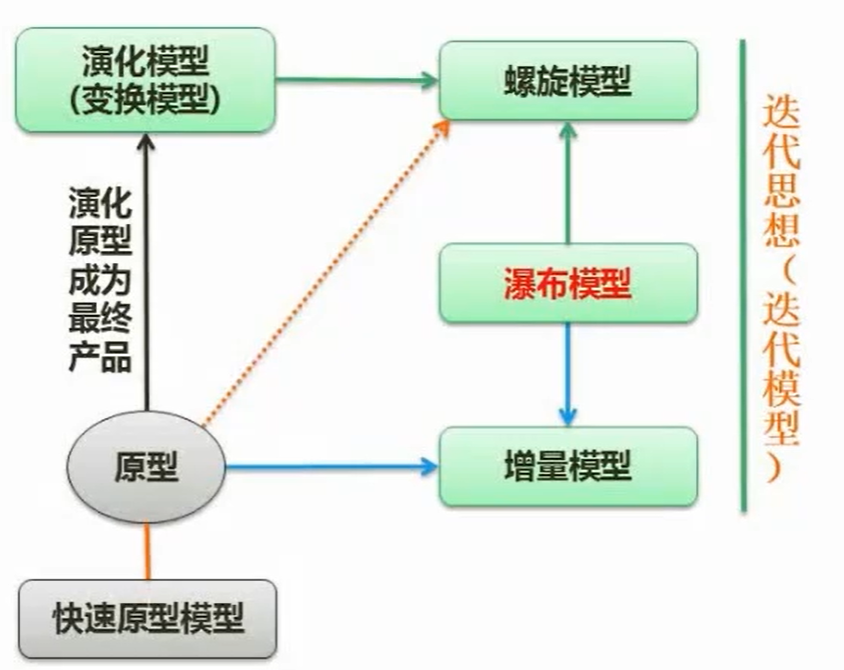 演化模型
(变换模型)
螺旋模型
演化
原型
成为
最终
产品
瀑布模型
原型
增量模型
快速原型模型
迭代思想（迭代模型）